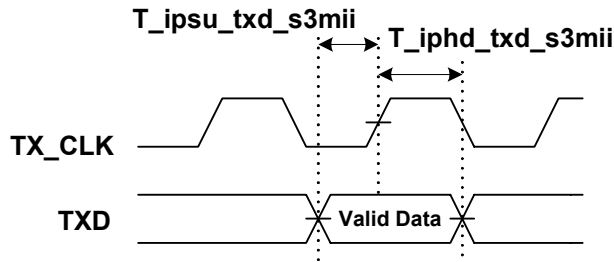 T_ipsu_txd_s3mii
T_iphd_txd_s3mii
TX_CLK
TXD
Valid Data